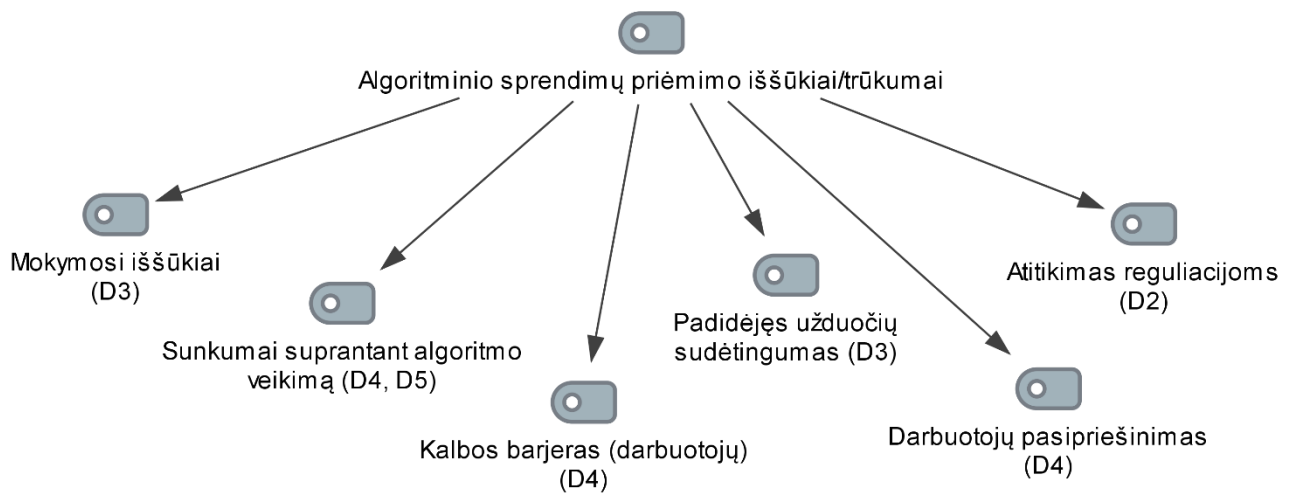 Algoritminio sprendimų priėmimo iššūkiai/trūkumai
Mokymosi iššūkiai
(D3)
Sunkumai suprantant algoritmo
veikimą (D4, D5)
Kalbos barjeras (darbuotojų)
(D4)
Padidėjęs užduočių
sudėtingumas (D3)
Darbuotojų pasipriešinimas
(D4)
Atitikimas reguliacijoms
(D2)